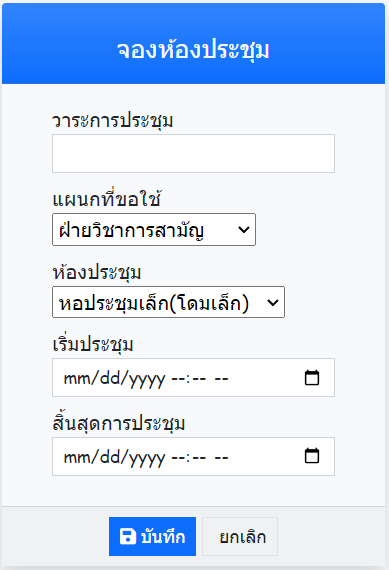 จองห้องประชุม
วาระการประชุม
แผนกที่ขอใช้
ฝ่ายวิชาการสามัญ
ห้องประชุม
หอประชุมเล็ก(โดมเล็ก)
เริ่มประชุม
mm/dd/yyyy --:-- --
สิ้นสุดการประชุม
mm/dd/yyyy --:-- --
บันทึก ยกเลิก